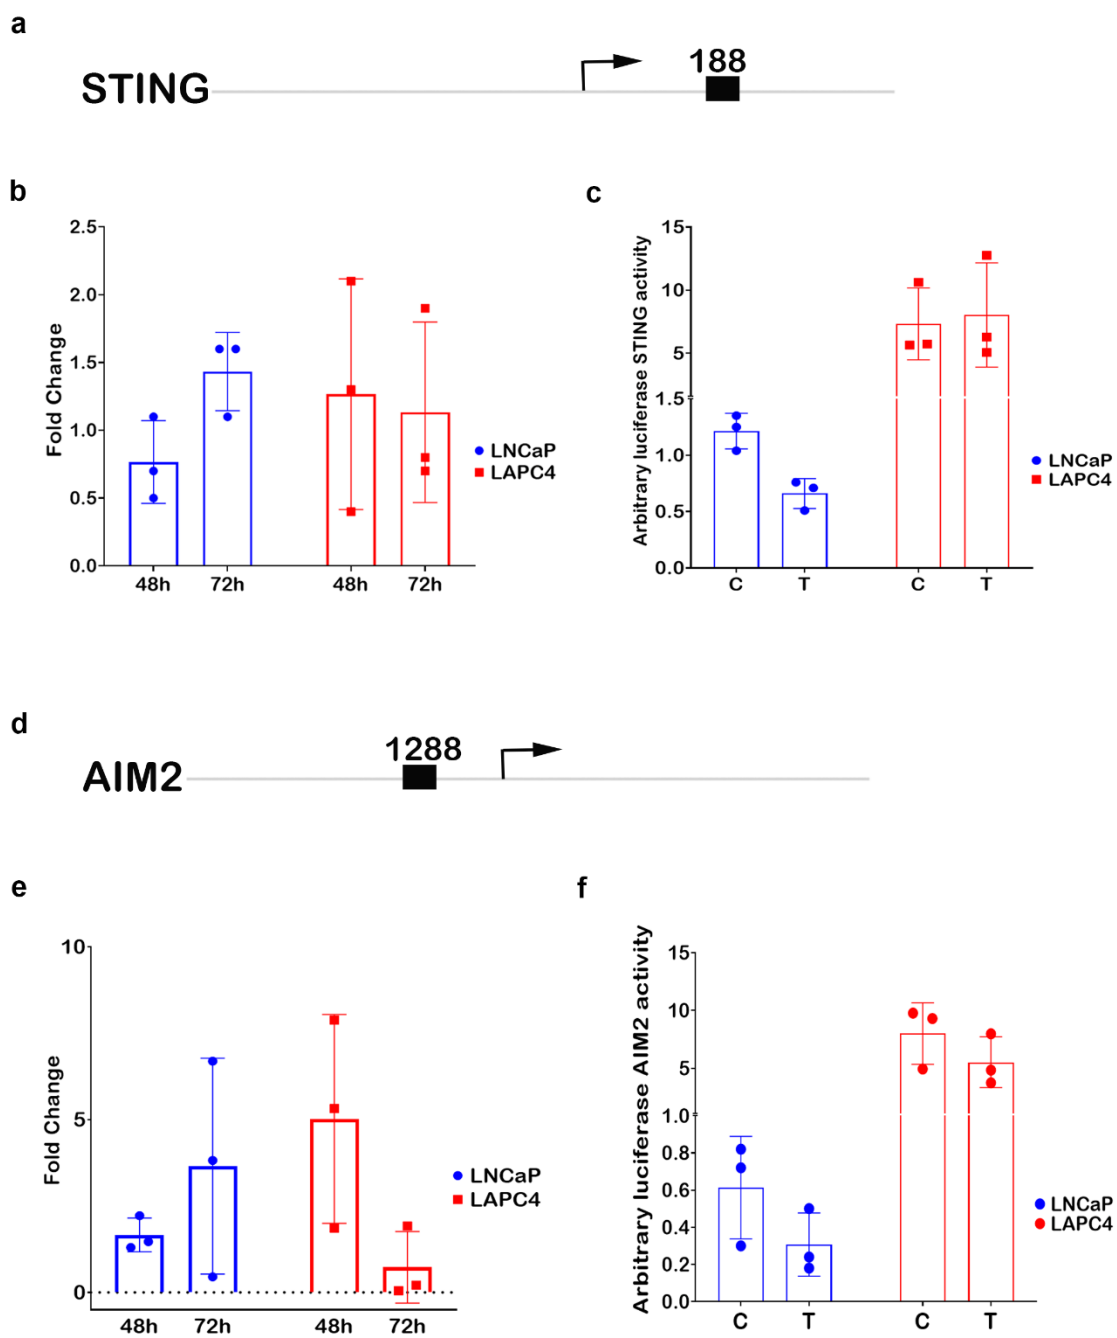 a
188
STING
b
c
Fold Change
2.5
2.0
1.5
1.0
0.5
0.0
48h 72h 48h 72h
LNCaP
LAPC4
Arbitrary luciferase STING activity
15
10
5
1.5
1.0
0.5
0
C T C T
LNCaP
LAPC4
d
1288
AIM2
e
f
Fold Change
10
5
0
48h 72h 48h 72h
LNCaP
LAPC4
Arbitrary luciferase AIM2 activity
15
10
5
1.0
0.8
0.6
0.4
0.2
0.0
C T C T
LNCaP
LAPC4